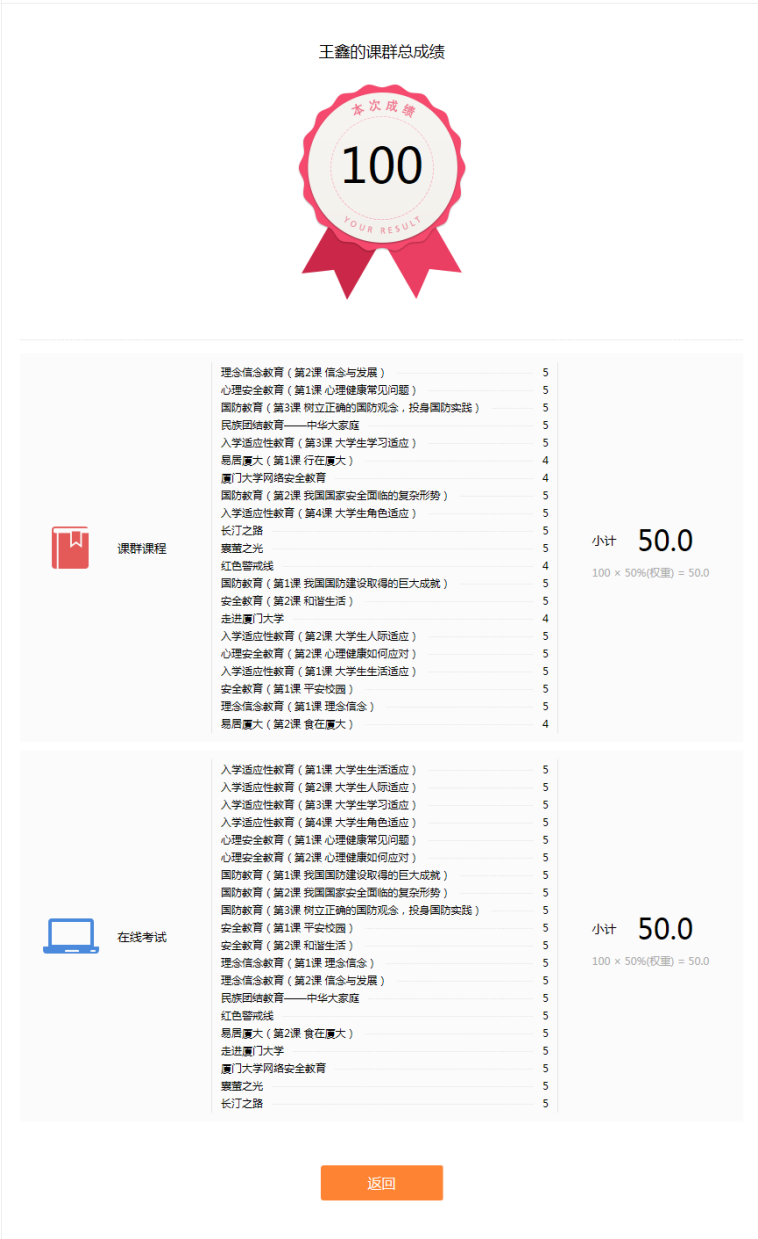 王鑫的课群总成绩
本次成绩
100
YOUR RESULT
课群课程
理念信念教育（第2课 信念与发展） 5
心理安全教育（第1课 心理健康常见问题） 5
国防教育（第3课 树立正确的国防观念，投身国防实践） 5
民族团结教育——中华大家庭 5
入学适应性教育（第3课 大学生学习适应） 5
易居厦大（第1课 行在厦大） 4
厦门大学网络安全教育 4
国防教育（第2课 我国国家安全面临的复杂形势） 5
入学适应性教育（第4课 大学生角色适应） 5
长汀之路 5
囊萤之光 5
红色警戒线 4
国防教育（第1课 我国国防建设取得的巨大成就） 5
安全教育（第2课 和谐生活） 5
走进厦门大学 4
入学适应性教育（第2课 大学生人际适应） 5
心理安全教育（第2课 心理健康如何应对） 5
入学适应性教育（第1课 大学生生活适应） 5
安全教育（第1课 平安校园） 5
理念信念教育（第1课 理念信念） 5
易居厦大（第2课 食在厦大） 4
小计 50.0
100 × 50%(权重) = 50.0
在线考试
入学适应性教育（第1课 大学生生活适应） 5
入学适应性教育（第2课 大学生人际适应） 5
入学适应性教育（第3课 大学生学习适应） 5
入学适应性教育（第4课 大学生角色适应） 5
心理安全教育（第1课 心理健康常见问题） 5
心理安全教育（第2课 心理健康如何应对） 5
国防教育（第1课 我国国防建设取得的巨大成就） 5
国防教育（第2课 我国国家安全面临的复杂形势） 5
国防教育（第3课 树立正确的国防观念，投身国防实践） 5
安全教育（第1课 平安校园） 5
安全教育（第2课 和谐生活） 5
理念信念教育（第1课 理念信念） 5
理念信念教育（第2课 信念与发展） 5
民族团结教育——中华大家庭 5
红色警戒线 5
易居厦大（第2课 食在厦大） 5
走进厦门大学 5
厦门大学网络安全教育 5
囊萤之光 5
长汀之路 5
小计 50.0
100 × 50%(权重) = 50.0
返回